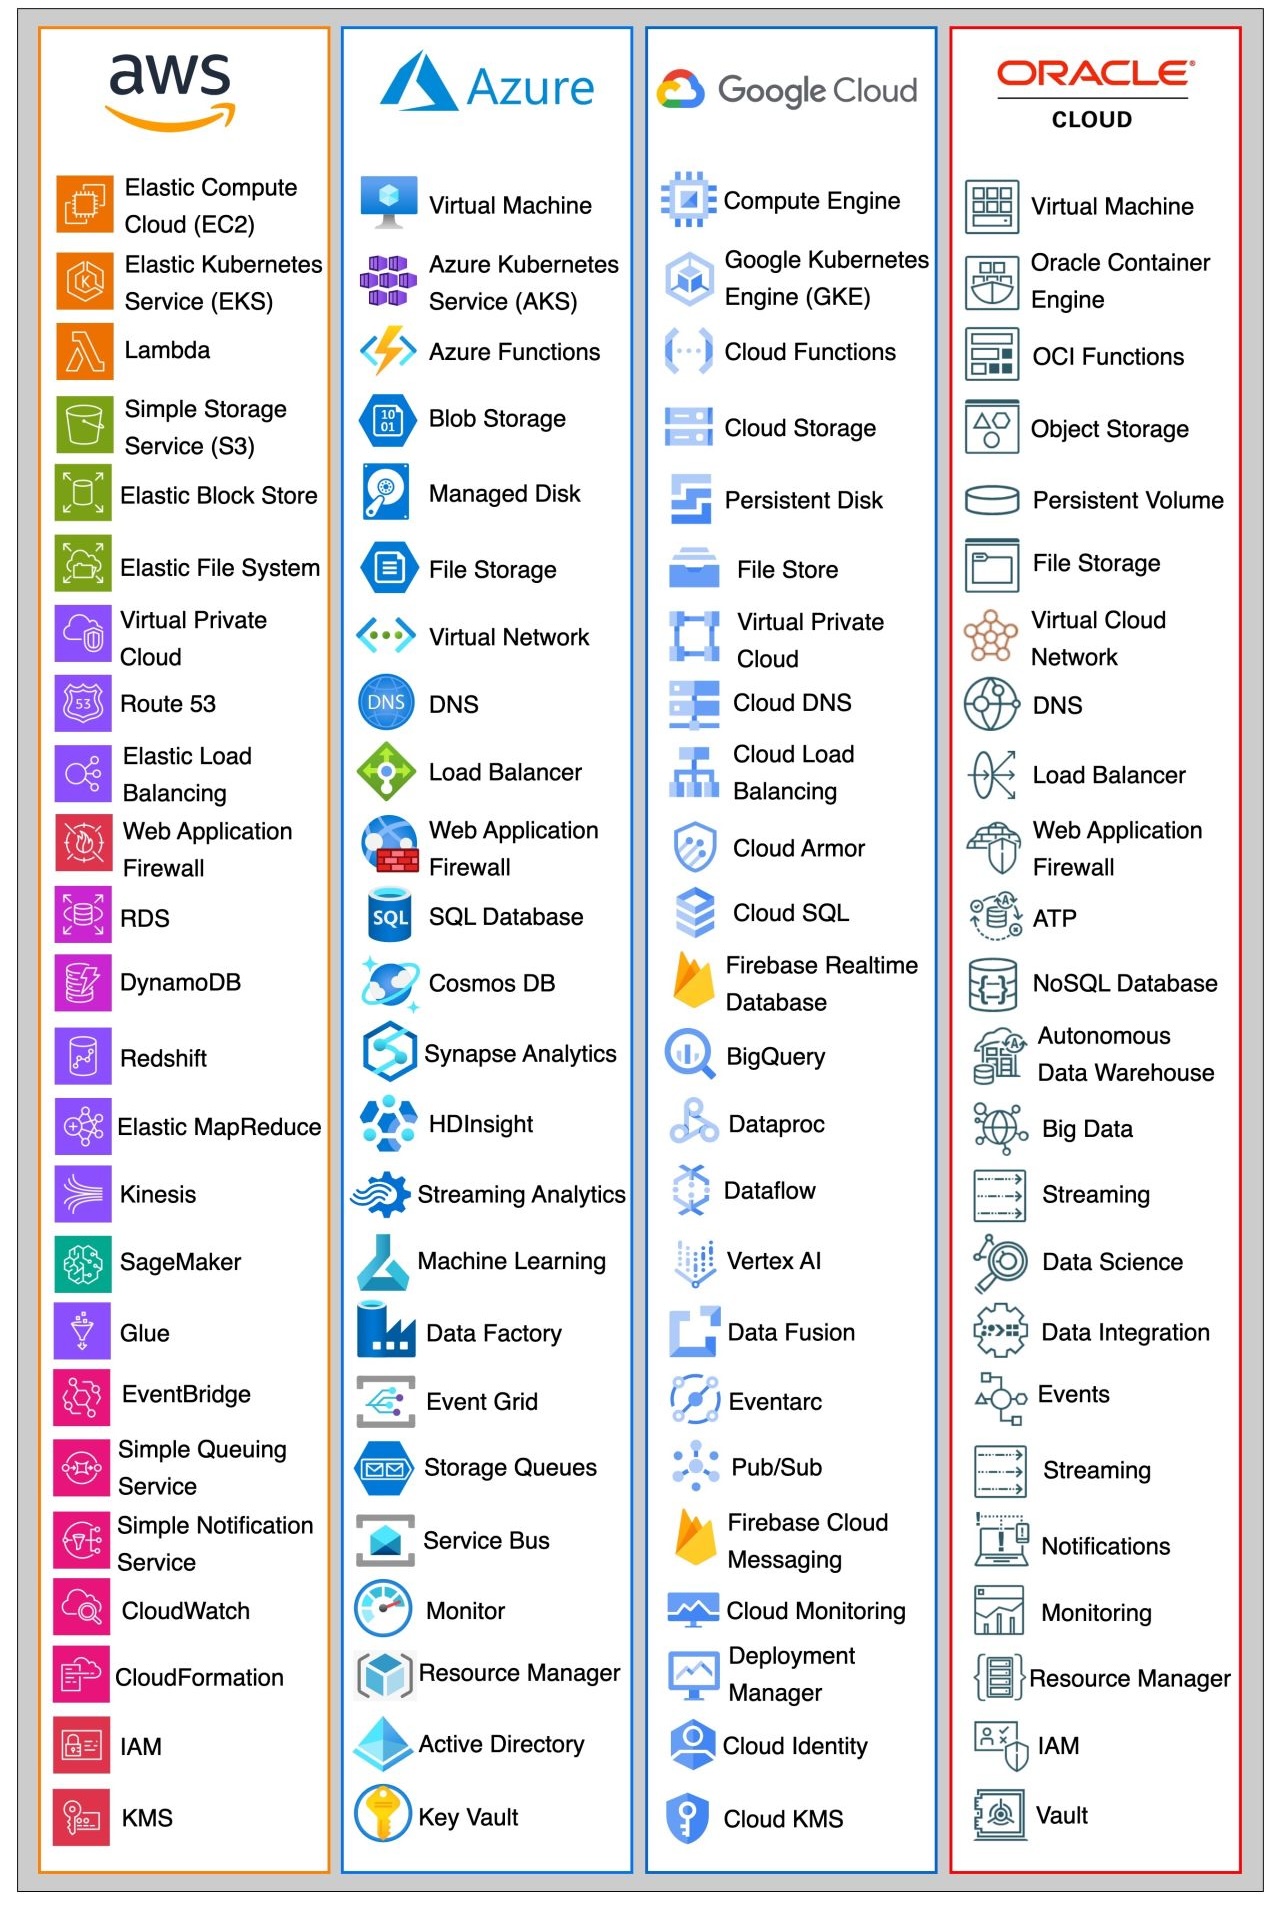 aws
Elastic Compute
Cloud (EC2)
Elastic Kubernetes
Service (EKS)
Lambda
Simple Storage
Service (S3)
Elastic Block Store
Elastic File System
Virtual Private
Cloud
53
Route 53
Elastic Load
Balancing
Web Application
Firewall
RDS
DynamoDB
Redshift
Elastic MapReduce
Kinesis
SageMaker
Glue
EventBridge
Simple Queuing
Service
Simple Notification
Service
CloudWatch
CloudFormation
IAM
KMS
Azure
Virtual Machine
Azure Kubernetes
Service (AKS)
Azure Functions
10
01
Blob Storage
Managed Disk
File Storage
Virtual Network
DNS
DNS
Load Balancer
Web Application
Firewall
SQL
SQL Database
Cosmos DB
Synapse Analytics
HDInsight
Streaming Analytics
Machine Learning
Data Factory
Event Grid
Storage Queues
Service Bus
Monitor
Resource Manager
Active Directory
Key Vault
Google Cloud
Compute Engine
Google Kubernetes
Engine (GKE)
Cloud Functions
Cloud Storage
Persistent Disk
File Store
Virtual Private
Cloud
Cloud DNS
Cloud Load
Balancing
Cloud Armor
Cloud SQL
Firebase Realtime
Database
BigQuery
Dataproc
Dataflow
Vertex AI
Data Fusion
Eventarc
Pub/Sub
Firebase Cloud
Messaging
Cloud Monitoring
Deployment
Manager
Cloud Identity
Cloud KMS
ORACLE®
CLOUD
Virtual Machine
Oracle Container
Engine
OCI Functions
Object Storage
Persistent Volume
File Storage
Virtual Cloud
Network
DNS
Load Balancer
Web Application
Firewall
ATP
NoSQL Database
Autonomous
Data Warehouse
Big Data
Streaming
Data Science
Data Integration
Events
Streaming
Notifications
Monitoring
Resource Manager
IAM
Vault